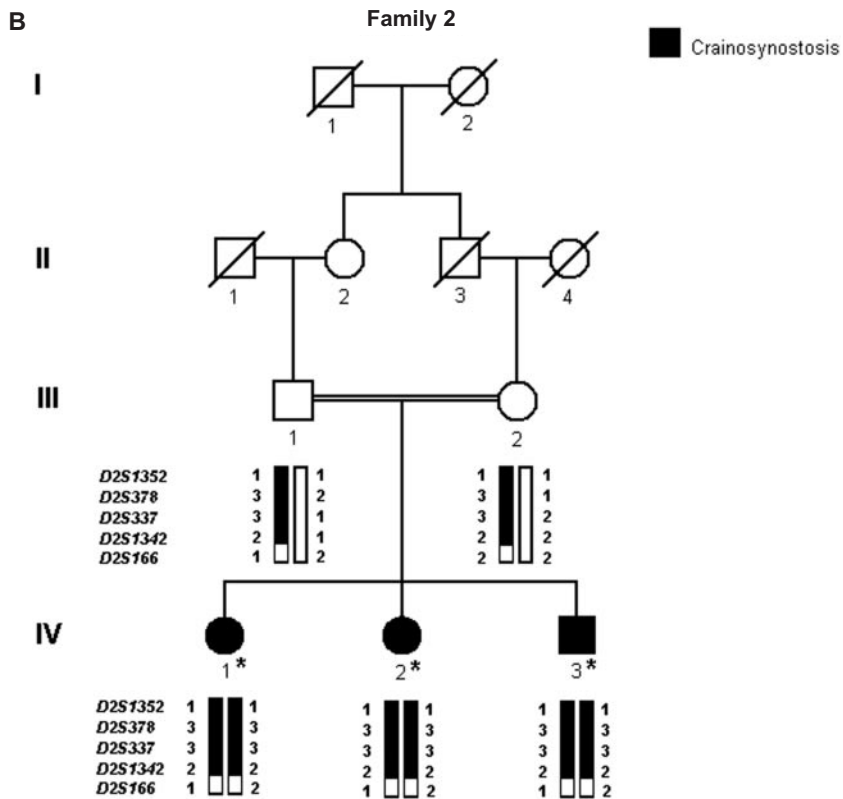 B
Family 2
Crainosynostosis
I
1 2
II
1 2 3 4
III
1 2
D2S1352 1 1 1 1
D2S378 3 2 3 1
D2S337 3 1 3 2
D2S1342 2 1 2 2
D2S166 1 2 2 2
IV
1* 2* 3*
D2S1352 1 1 1 1 1 1
D2S378 3 3 3 3 3 3
D2S337 3 3 3 3 3 3
D2S1342 2 2 2 2 2 2
D2S166 1 2 1 2 1 2